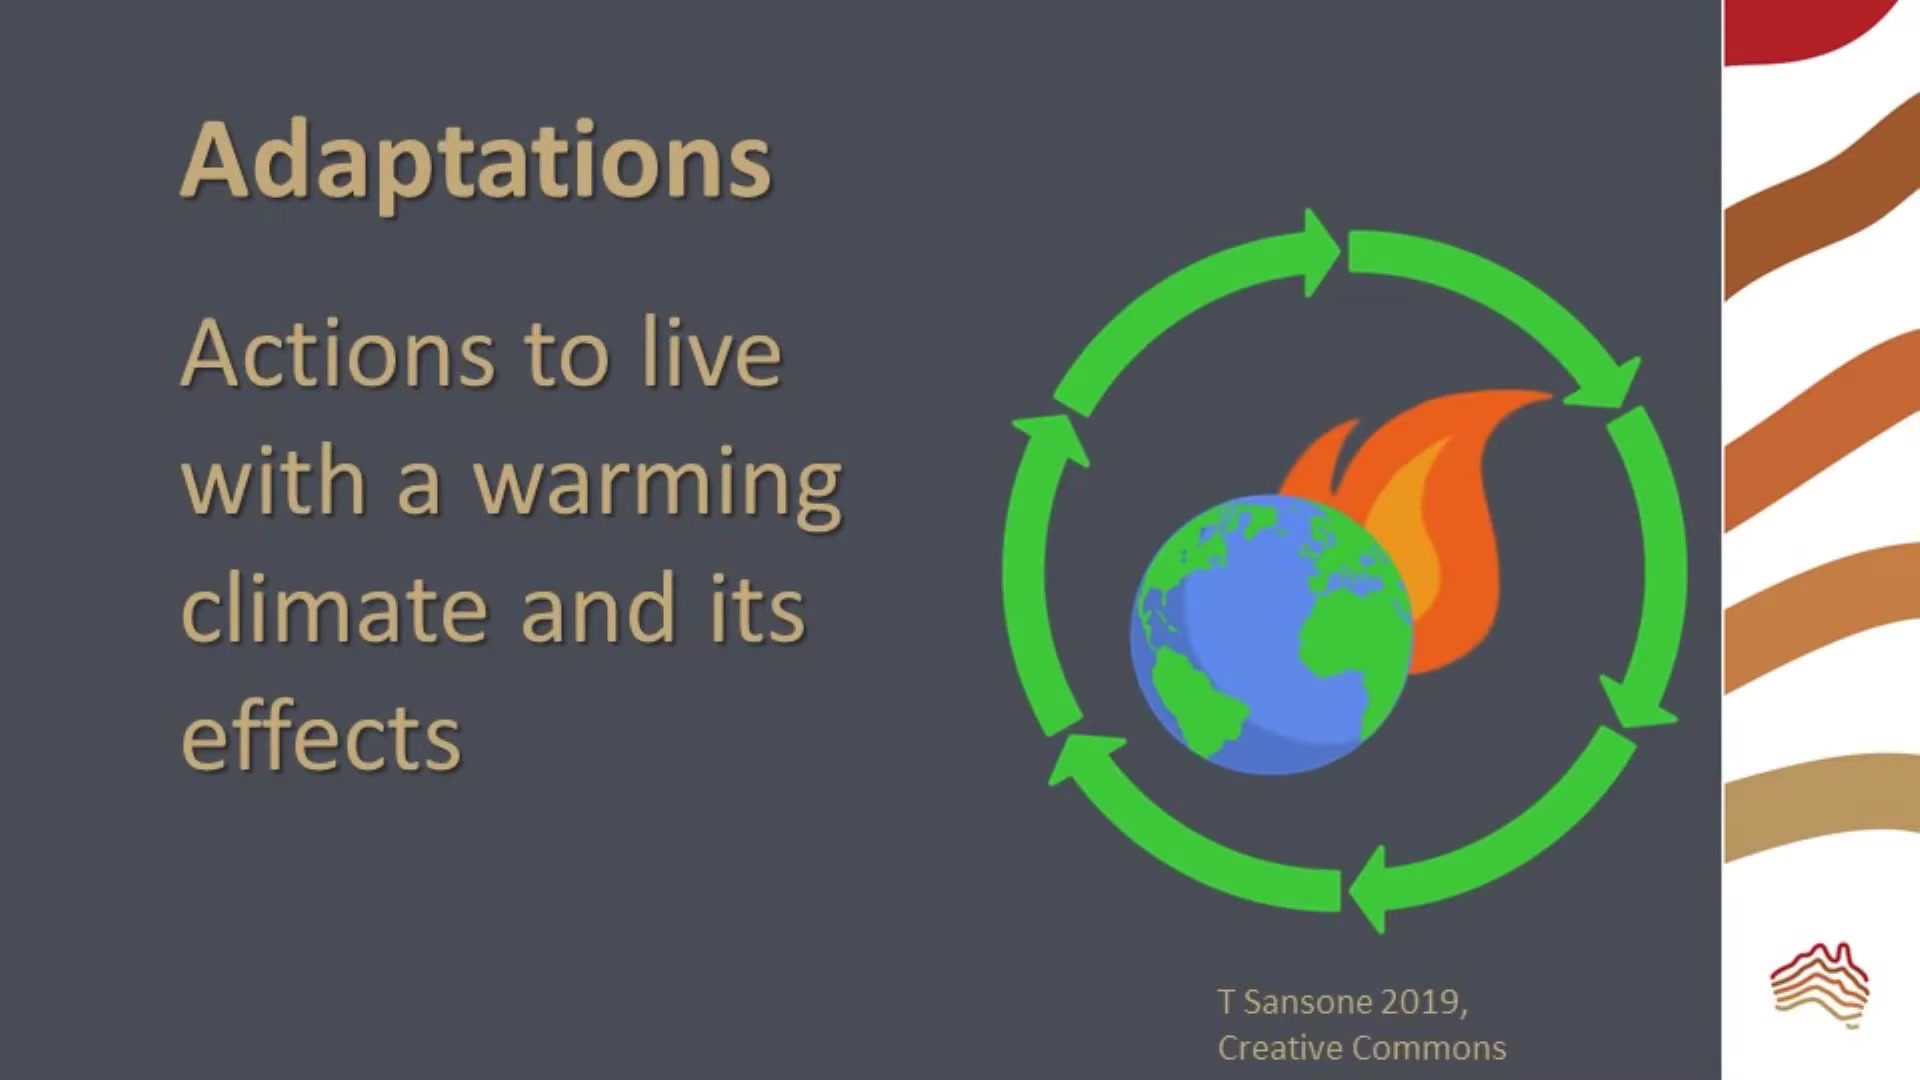 Adaptations
Actions to live
with a warming
climate and its
effects
T Sansone 2019,
Creative Commons